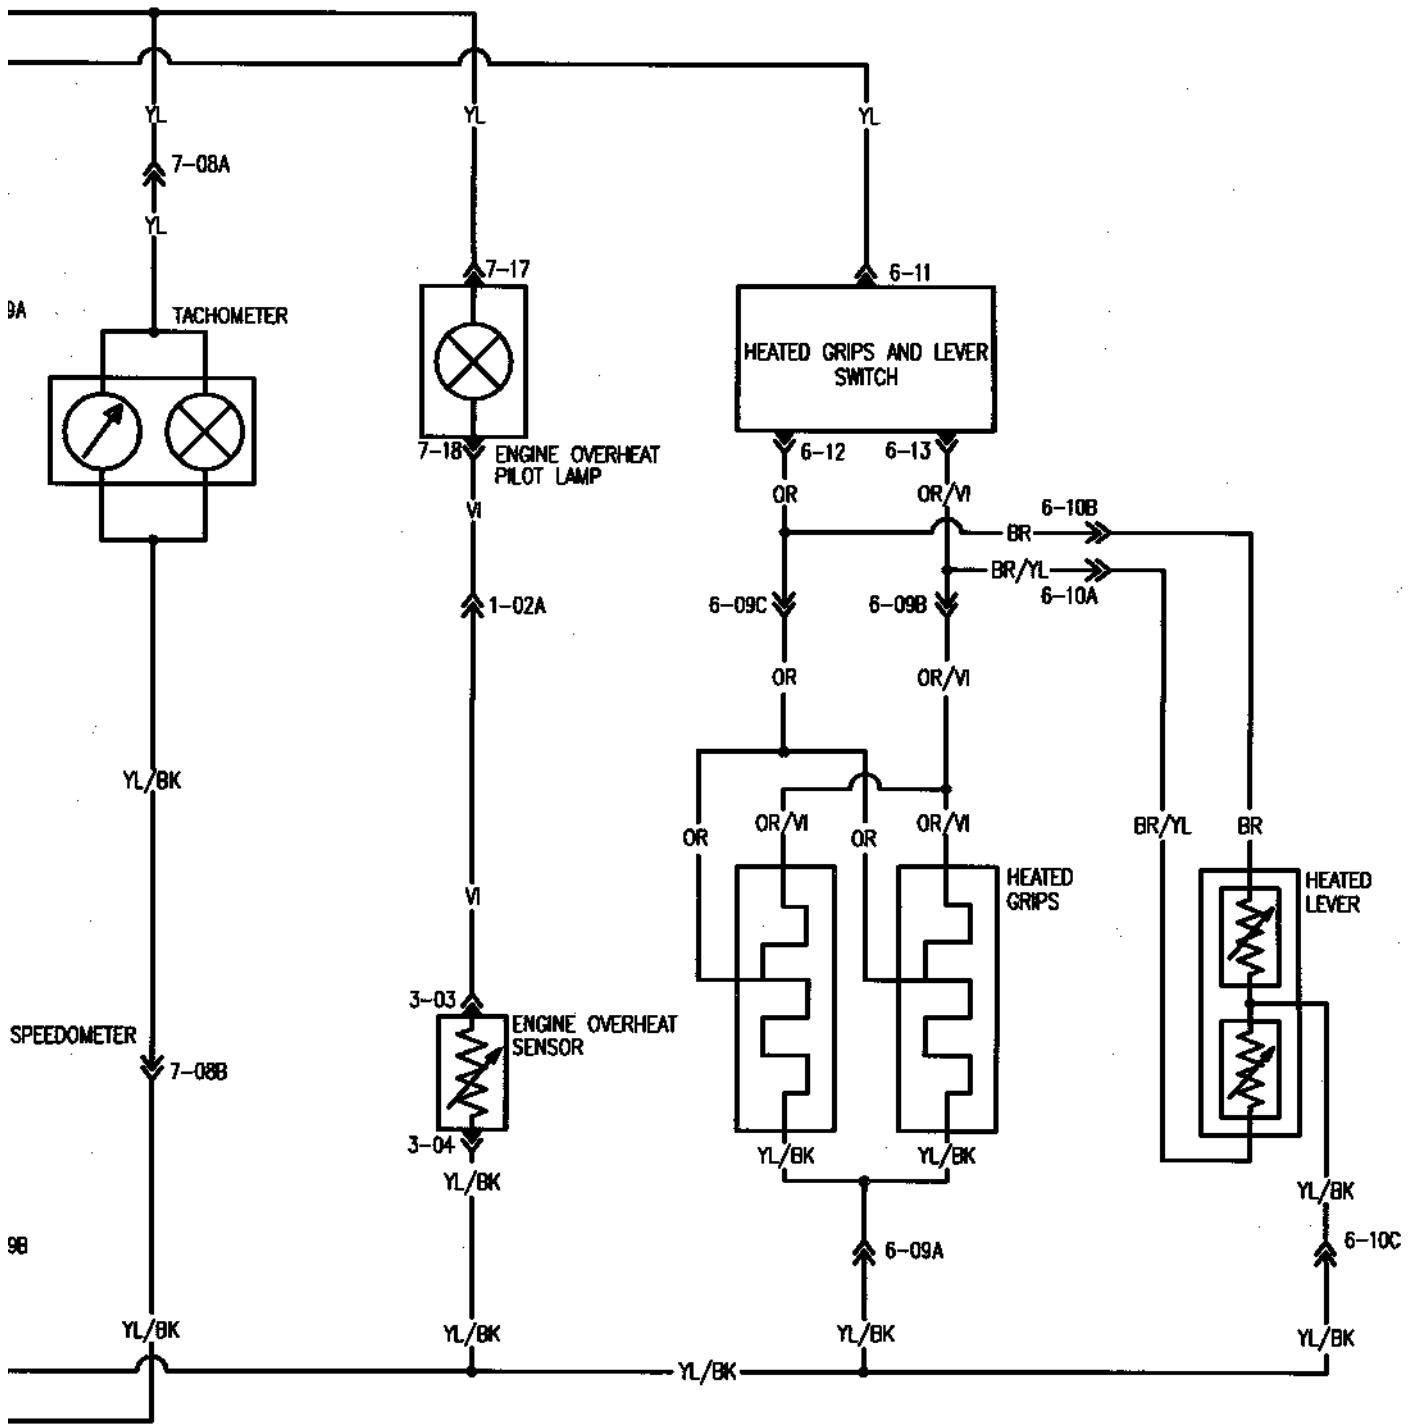 YL
YL
YL
7-08A
YL
7-17
6-11
9A
TACHOMETER
HEATED GRIPS AND LEVER
SWITCH
7-18
ENGINE OVERHEAT
PILOT LAMP
6-12
6-13
VI
OR
OR/VI
6-10B
BR
BR/YL
6-10A
1-02A
6-09C
6-09B
OR
OR/VI
YL/BK
OR
OR/VI
OR
OR/VI
BR/YL
BR
VI
HEATED
GRIPS
HEATED
LEVER
3-03
ENGINE OVERHEAT
SENSOR
SPEEDOMETER
7-08B
3-04
YL/BK
YL/BK
YL/BK
YL/BK
9B
6-09A
6-10C
YL/BK
YL/BK
YL/BK
YL/BK
YL/BK